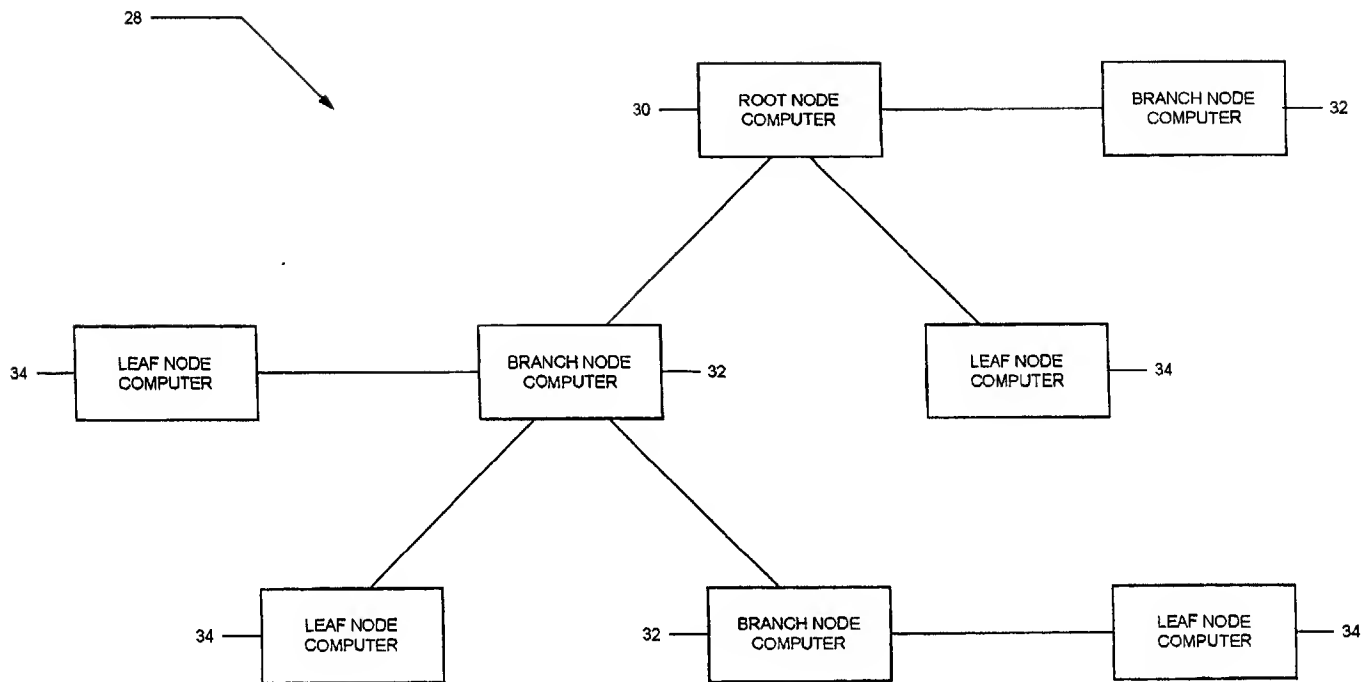 28
30
ROOT NODE
COMPUTER
BRANCH NODE
COMPUTER
32
34
LEAF NODE
COMPUTER
BRANCH NODE
COMPUTER
32
LEAF NODE
COMPUTER
34
34
LEAF NODE
COMPUTER
32
BRANCH NODE
COMPUTER
LEAF NODE
COMPUTER
34